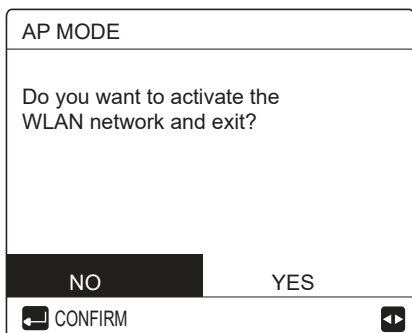 AP MODE
Do you want to activate the
WLAN network and exit?
NO YES
CONFIRM